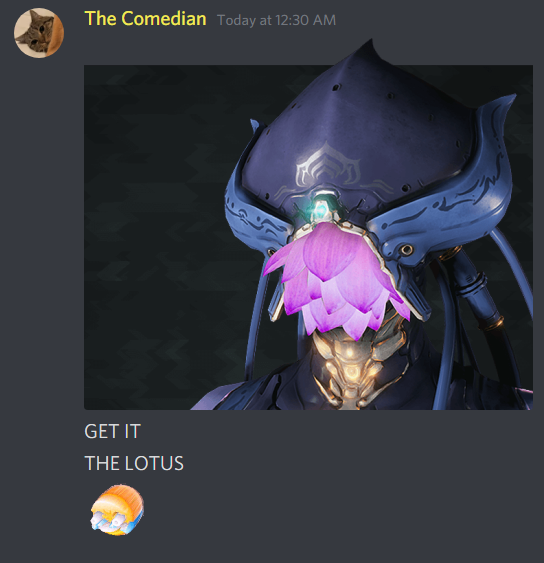 The Comedian Today at 12:30 AM
GET IT
THE LOTUS